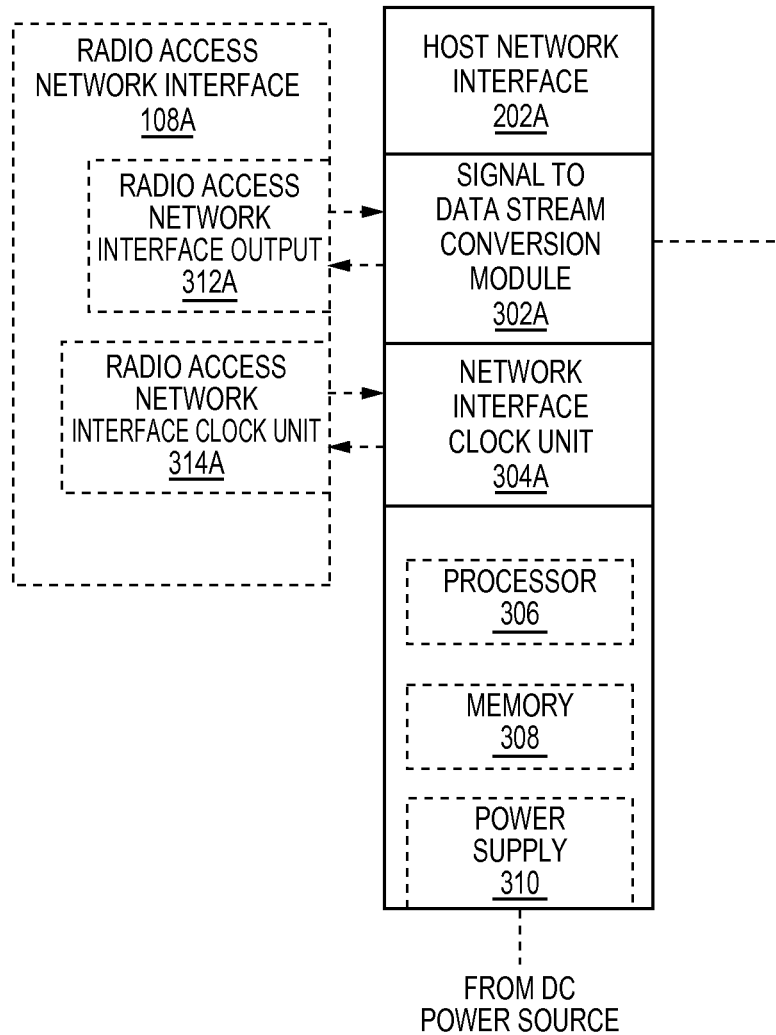 RADIO ACCESS
NETWORK INTERFACE
108A
RADIO ACCESS
NETWORK
INTERFACE OUTPUT
312A
RADIO ACCESS
NETWORK
INTERFACE CLOCK UNIT
314A
HOST NETWORK
INTERFACE
202A
SIGNAL TO
DATA STREAM
CONVERSION
MODULE
302A
NETWORK
INTERFACE
CLOCK UNIT
304A
PROCESSOR
306
MEMORY
308
POWER
SUPPLY
310
FROM DC
POWER SOURCE